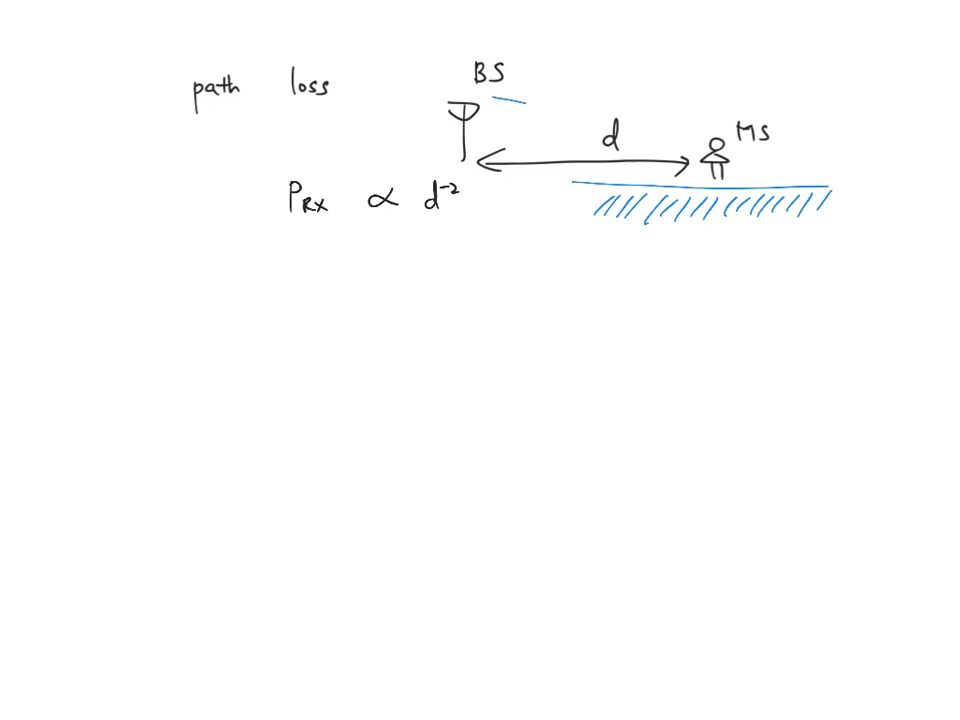 path loss
BS
d
MS
P_RX ∝ d⁻²